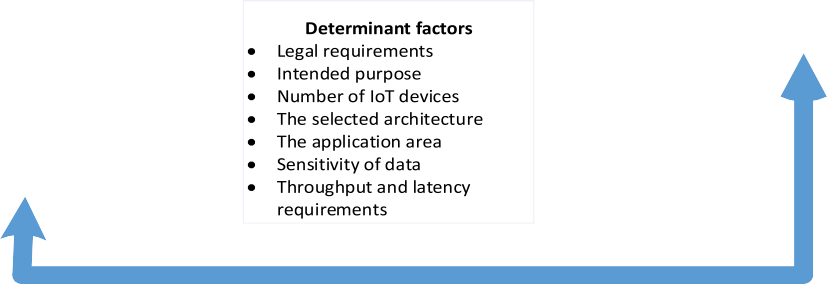 Determinant factors
• Legal requirements
• Intended purpose
• Number of IoT devices
• The selected architecture
• The application area
• Sensitivity of data
• Throughput and latency
requirements